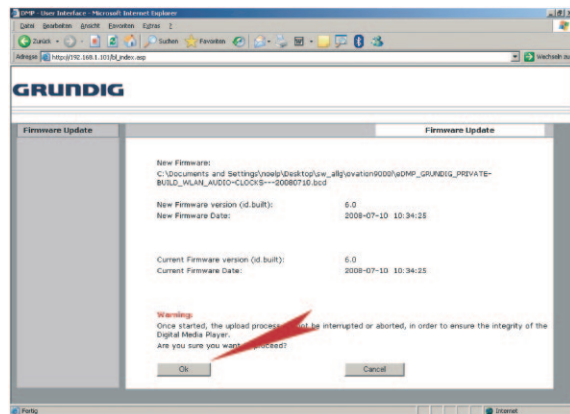 DMP - User Interface - Microsoft Internet Explorer
Datei Bearbeiten Ansicht Favoriten Extras ?
Zurück Suchen Favoriten
Adresse http://192.168.1.101/bl_index.asp Wechseln zu
GRUNDIG
Firmware Update Firmware Update
New Firmware:
C:\Documents and Settings\noelp\Desktop\sw_allg\ovation9000i\eDMP_GRUNDIG_PRIVATE-
BUILD_WLAN_AUDIO-CLOCKS---20080710.bcd
New Firmware version (id.built): 6.0
New Firmware Date: 2008-07-10 10:34:25
Current Firmware version (id.built): 6.0
Current Firmware Date: 2008-07-10 10:34:25
Warning:
Once started, the upload process not be interrupted or aborted, in order to ensure the integrity of the
Digital Media Player.
Are you sure you want proceed?
Ok Cancel
Fertig Internet